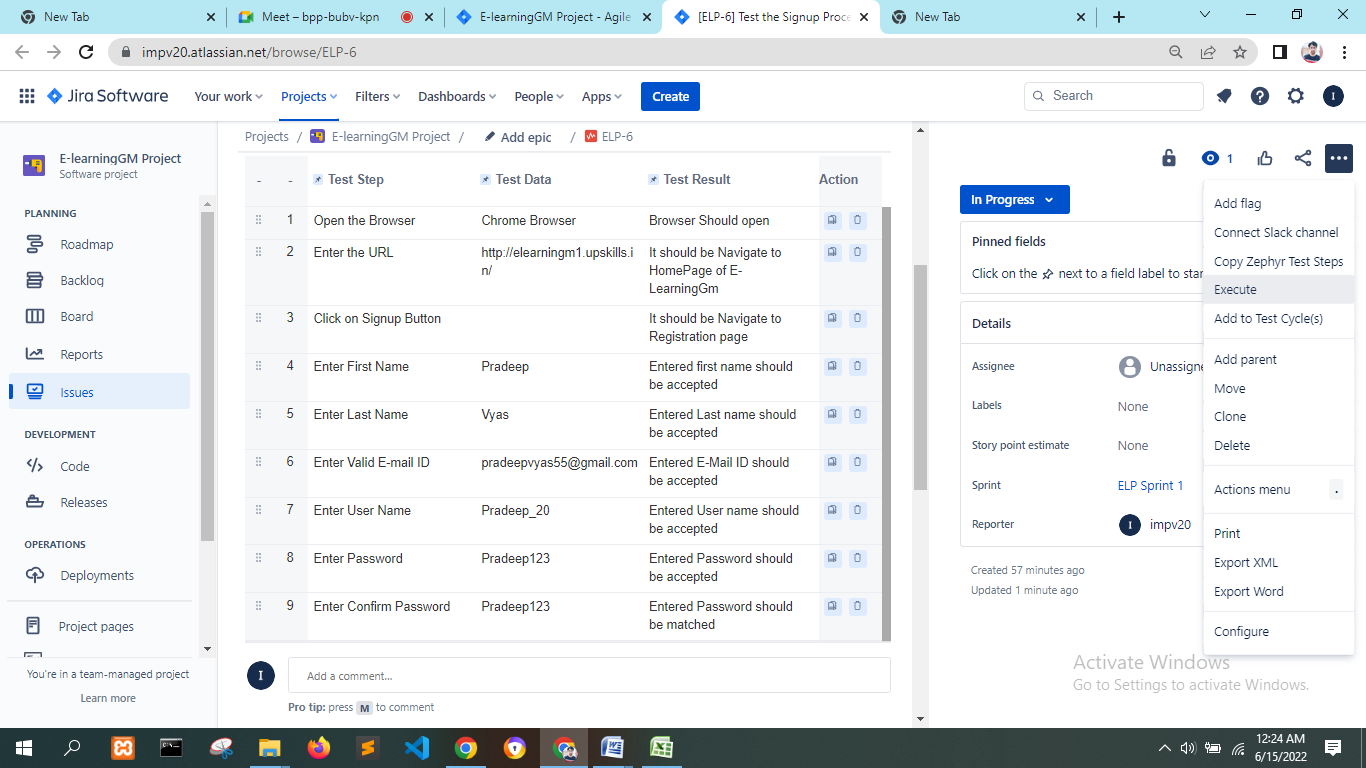 New Tab
Meet – bpp-bubv-kpn
E-learningGM Project - Agile
[ELP-6] Test the Signup Proce
New Tab
impv20.atlassian.net/browse/ELP-6
Jira Software
Your work
Projects
Filters
Dashboards
People
Apps
Create
Search
I
E-learningGM Project
Software project
PLANNING
Roadmap
Backlog
Board
Reports
Issues
DEVELOPMENT
Code
Releases
OPERATIONS
Deployments
Project pages
You're in a team-managed project
Learn more
Projects / E-learningGM Project / Add epic / ELP-6
- - Test Step Test Data Test Result Action
1 Open the Browser Chrome Browser Browser Should open
2 Enter the URL http://elearningm1.upskills.i It should be Navigate to
n/ HomePage of E-
LearningGm
3 Click on Signup Button It should be Navigate to
Registration page
4 Enter First Name Pradeep Entered first name should
be accepted
5 Enter Last Name Vyas Entered Last name should
be accepted
6 Enter Valid E-mail ID pradeepvyas55@gmail.com Entered E-Mail ID should
be accepted
7 Enter User Name Pradeep_20 Entered User name should
be accepted
8 Enter Password Pradeep123 Entered Password should
be accepted
9 Enter Confirm Password Pradeep123 Entered Password should
be matched
I
Add a comment...
Pro tip: press M to comment
1
In Progress
Pinned fields
Click on the next to a field label to star
Details
Assignee Unassigne
Labels None
Story point estimate None
Sprint ELP Sprint 1
Reporter I impv20
Created 57 minutes ago
Updated 1 minute ago
Add flag
Connect Slack channel
Copy Zephyr Test Steps
Execute
Add to Test Cycle(s)
Add parent
Move
Clone
Delete
Actions menu .
Print
Export XML
Export Word
Configure
Activate Windows
Go to Settings to activate Windows.
12:24 AM
6/15/2022